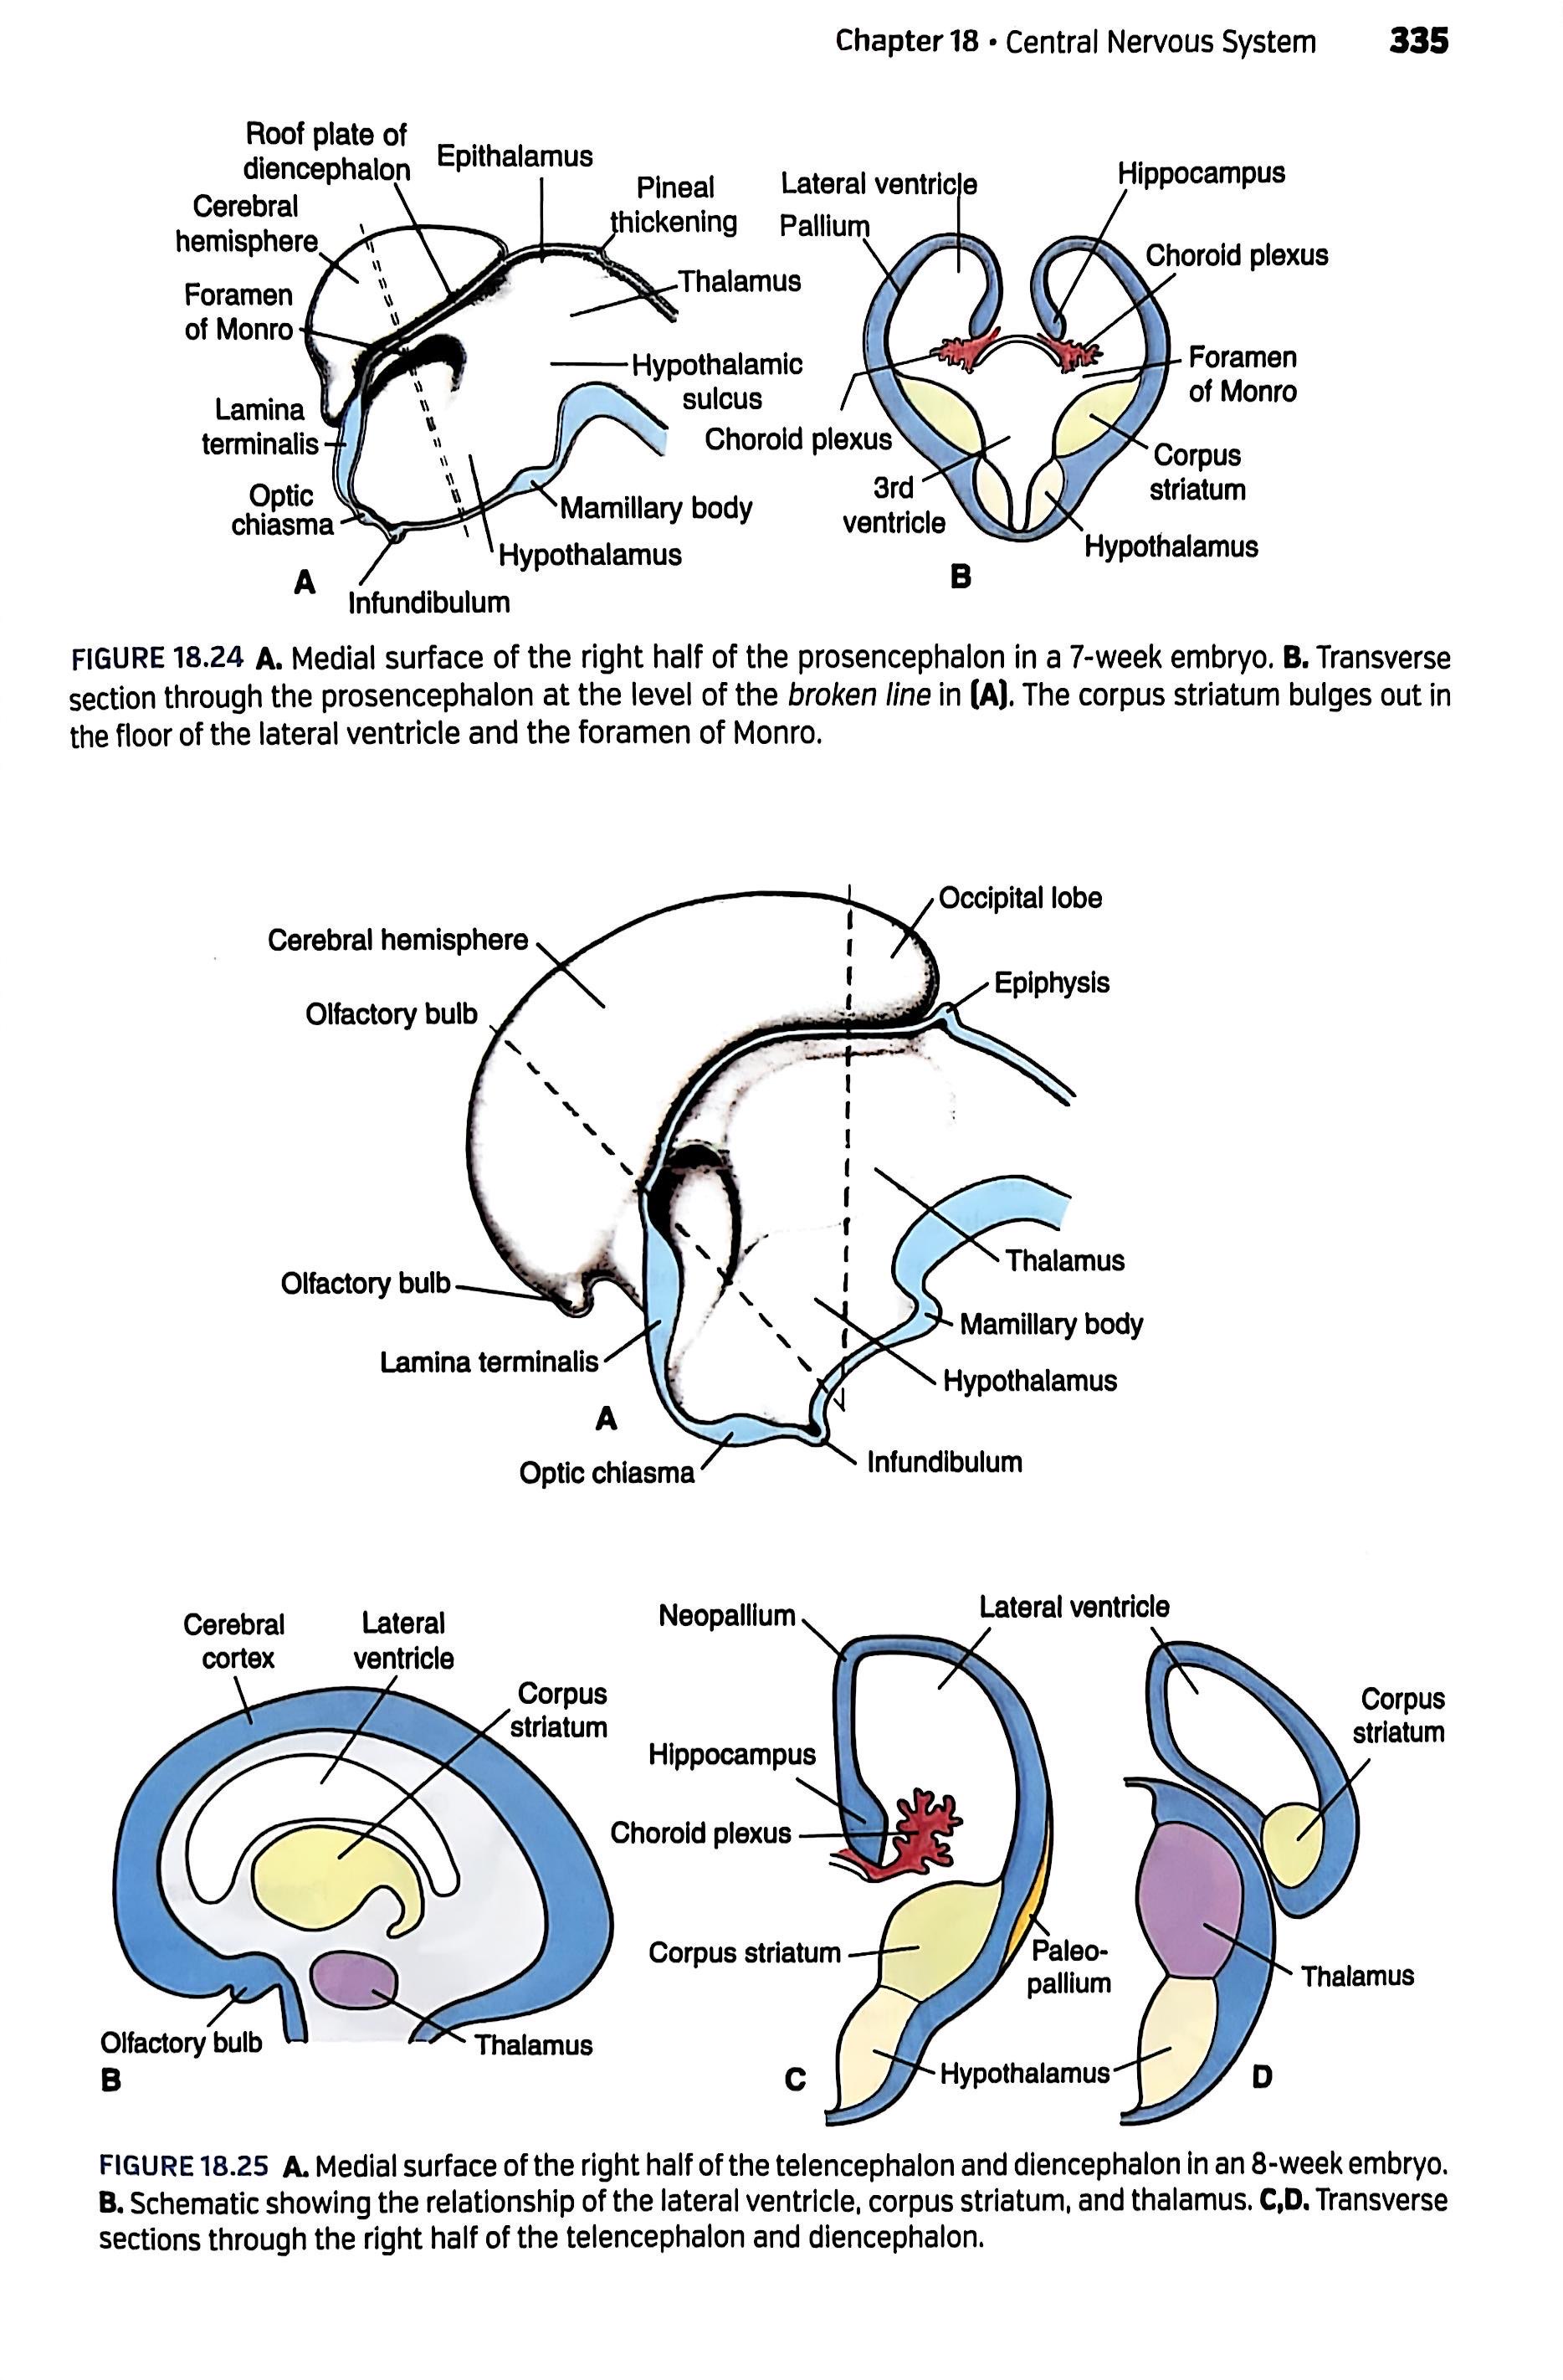 Chapter 18 • Central Nervous System 335
Roof plate of
diencephalon
Epithalamus
Pineal
thickening
Cerebral
hemisphere
Thalamus
Foramen
of Monro
Hypothalamic
sulcus
Lamina
terminalis
Optic
chiasma
Mamillary body
Hypothalamus
A
Infundibulum
Lateral ventricle
Hippocampus
Pallium
Choroid plexus
Foramen
of Monro
Choroid plexus
Corpus
striatum
3rd
ventricle
Hypothalamus
B
FIGURE 18.24 A. Medial surface of the right half of the prosencephalon in a 7-week embryo. B. Transverse
section through the prosencephalon at the level of the broken line in (A). The corpus striatum bulges out in
the floor of the lateral ventricle and the foramen of Monro.
Occipital lobe
Cerebral hemisphere
Epiphysis
Olfactory bulb
Thalamus
Olfactory bulb
Mamillary body
Lamina terminalis
Hypothalamus
A
Infundibulum
Optic chiasma
Cerebral
cortex
Lateral
ventricle
Corpus
striatum
Olfactory bulb
Thalamus
B
Neopallium
Lateral ventricle
Hippocampus
Choroid plexus
Corpus striatum
Paleo-
pallium
Corpus
striatum
Thalamus
Hypothalamus
C
D
FIGURE 18.25 A. Medial surface of the right half of the telencephalon and diencephalon in an 8-week embryo.
B. Schematic showing the relationship of the lateral ventricle, corpus striatum, and thalamus. C,D. Transverse
sections through the right half of the telencephalon and diencephalon.